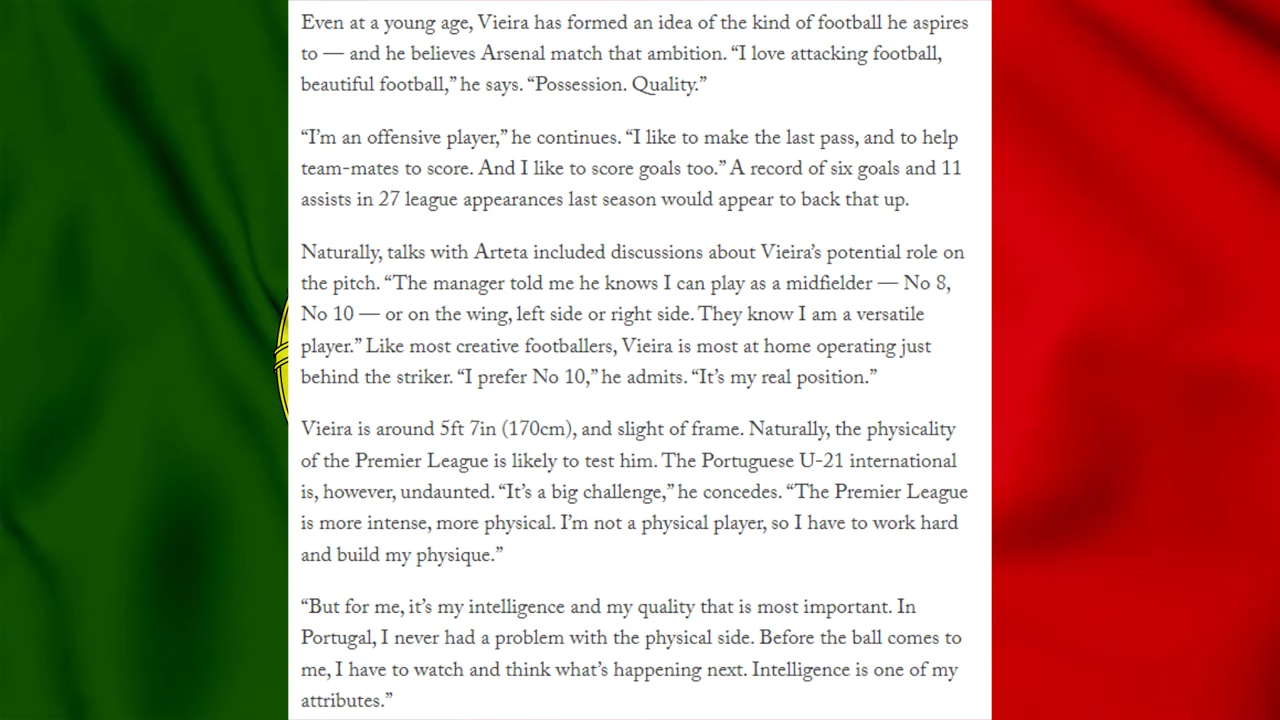 Even at a young age, Vieira has formed an idea of the kind of football he aspires
to — and he believes Arsenal match that ambition. “I love attacking football,
beautiful football,” he says. “Possession. Quality.”
“I’m an offensive player,” he continues. “I like to make the last pass, and to help
team-mates to score. And I like to score goals too.” A record of six goals and 11
assists in 27 league appearances last season would appear to back that up.
Naturally, talks with Arteta included discussions about Vieira’s potential role on
the pitch. “The manager told me he knows I can play as a midfielder — No 8,
No 10 — or on the wing, left side or right side. They know I am a versatile
player.” Like most creative footballers, Vieira is most at home operating just
behind the striker. “I prefer No 10,” he admits. “It’s my real position.”
Vieira is around 5ft 7in (170cm), and slight of frame. Naturally, the physicality
of the Premier League is likely to test him. The Portuguese U-21 international
is, however, undaunted. “It’s a big challenge,” he concedes. “The Premier League
is more intense, more physical. I’m not a physical player, so I have to work hard
and build my physique.”
“But for me, it’s my intelligence and my quality that is most important. In
Portugal, I never had a problem with the physical side. Before the ball comes to
me, I have to watch and think what’s happening next. Intelligence is one of my
attributes.”